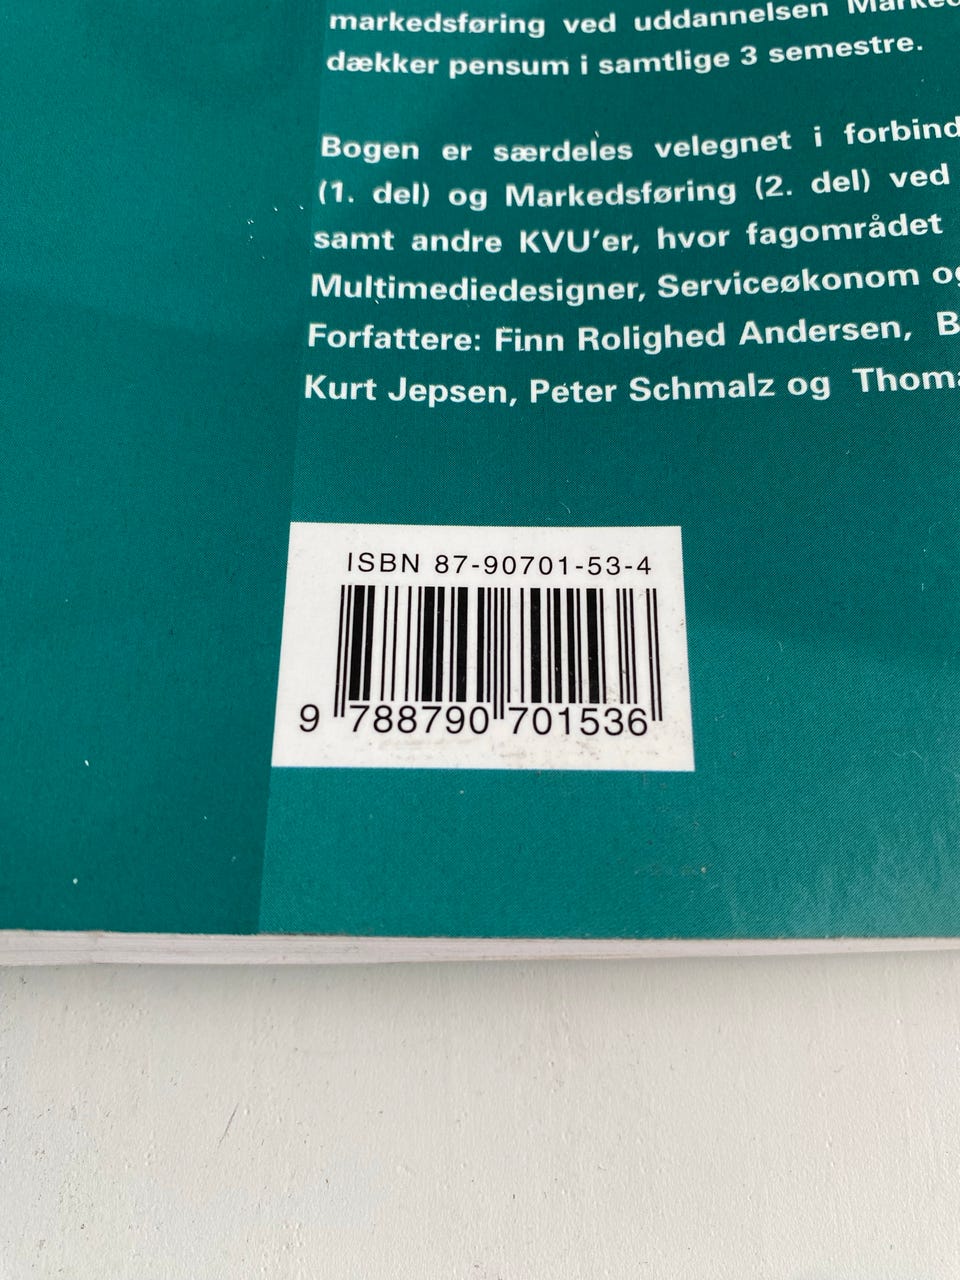 markedsføring ved uddannelsen
dækker pensum i samtlige 3 semestre.
Bogen er særdeles velegnet i
(1. del) og Markedsføring (2. del) ved
samt andre KVU'er, hvor fagområdet
Multimediedesigner, Serviceøkonom
Forfattere: Finn Rolighed Andersen,
Kurt Jepsen, Peter Schmalz og
ISBN 87-90701-53-4
9 788790 701536